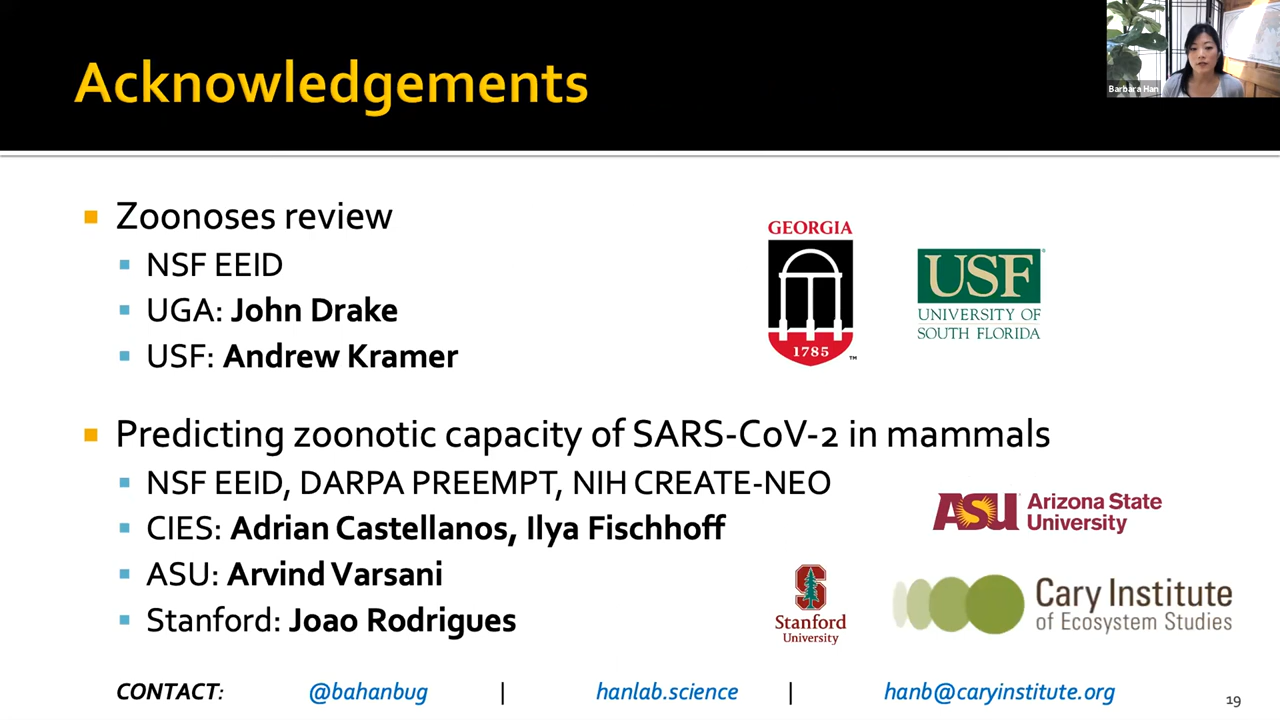 Acknowledgements
Barbara Han
Zoonoses review
NSF EEID
UGA: John Drake
USF: Andrew Kramer
GEORGIA
1785
™
USF
®
UNIVERSITY OF
SOUTH FLORIDA
Predicting zoonotic capacity of SARS-CoV-2 in mammals
NSF EEID, DARPA PREEMPT, NIH CREATE-NEO
CIES: Adrian Castellanos, Ilya Fischhoff
ASU: Arvind Varsani
Stanford: Joao Rodrigues
ASU Arizona State
University
S
Stanford
University
Cary Institute
of Ecosystem Studies
CONTACT: @bahanbug | hanlab.science | hanb@caryinstitute.org
19